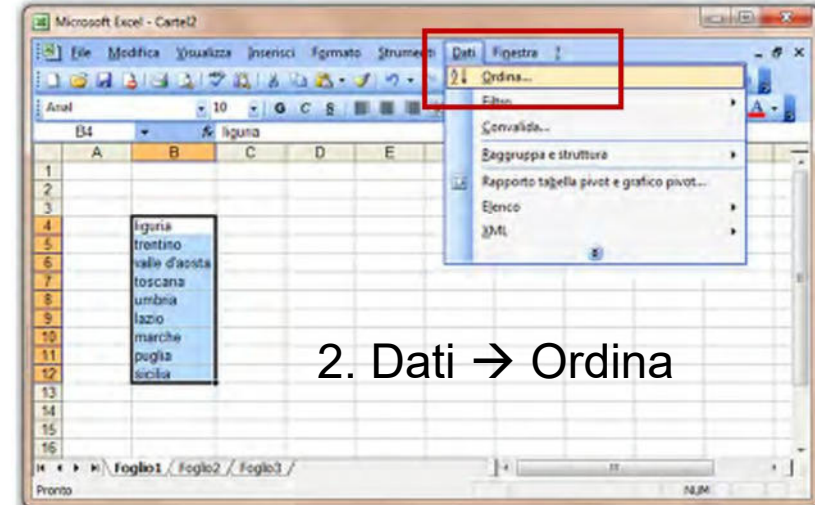 Microsoft Excel - Cartel2
File Modifica Visualizza Inserisci Formato Strumenti Dati Finestra ?
Ordina...
Arial 10 G C S
Filtro
B4 fx liguria
Convalida...
A B C D E
Raggruppa e struttura
Rapporto tabella pivot e grafico pivot...
Elenco
XML
1
2
3
4 liguria
5 trentino
6 valle d'aosta
7 toscana
8 umbria
9 lazio
10 marche
11 puglia
12 sicilia
13
14
15
16
2. Dati → Ordina
Foglio1 / Foglio2 / Foglio3 /
Pronto NUM